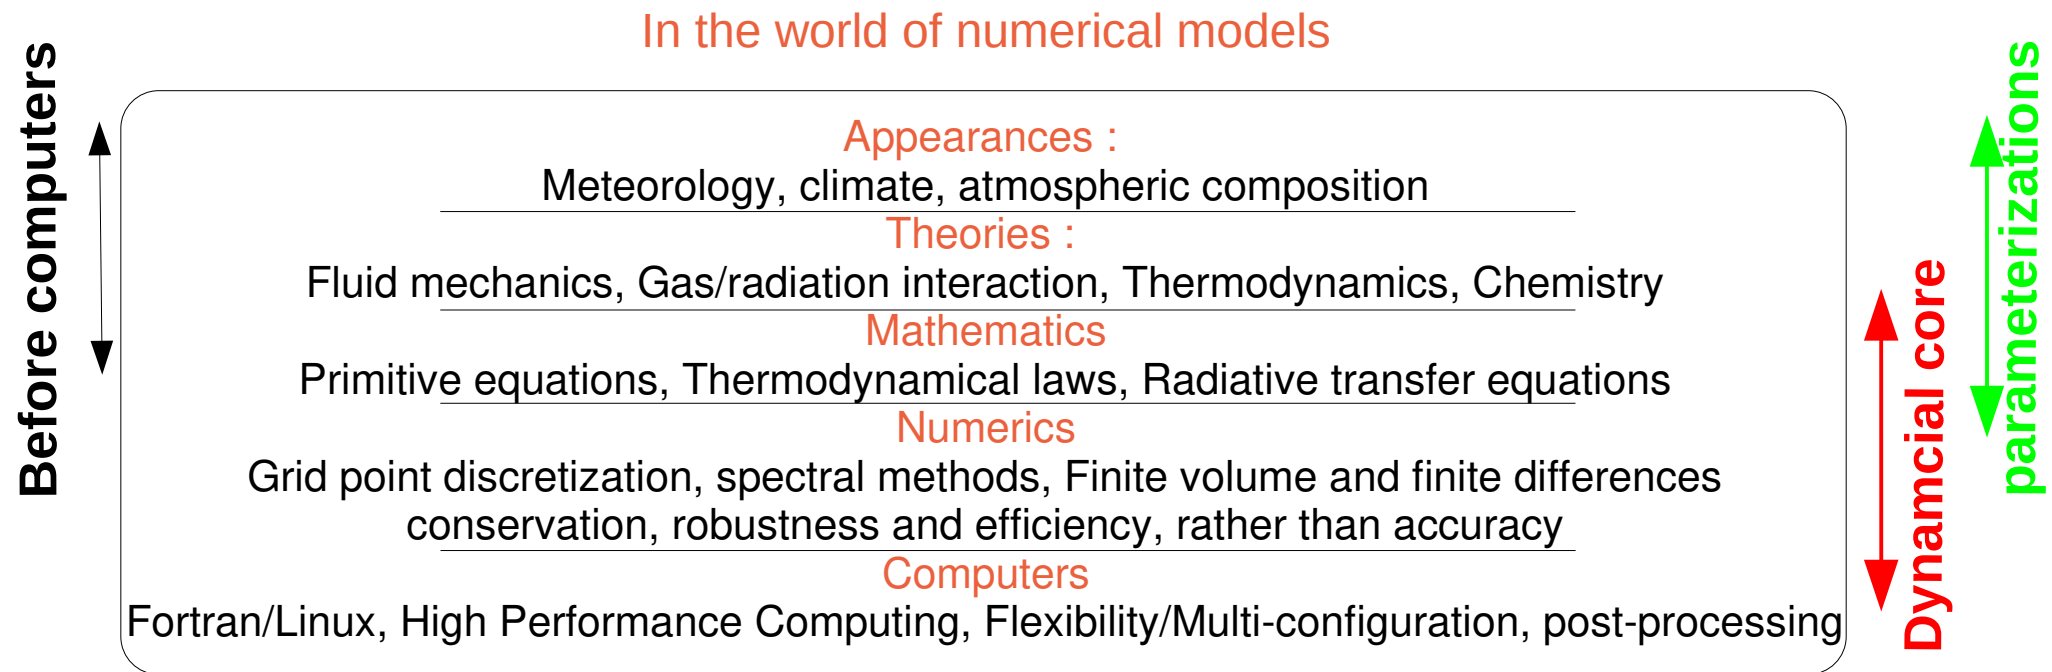 In the world of numerical models
Before computers
Appearances :
Meteorology, climate, atmospheric composition
Theories :
Fluid mechanics, Gas/radiation interaction, Thermodynamics, Chemistry
Mathematics
Primitive equations, Thermodynamical laws, Radiative transfer equations
Numerics
Grid point discretization, spectral methods, Finite volume and finite differences
conservation, robustness and efficiency, rather than accuracy
Computers
Fortran/Linux, High Performance Computing, Flexibility/Multi-configuration, post-processing
Dynamcial core
parameterizations